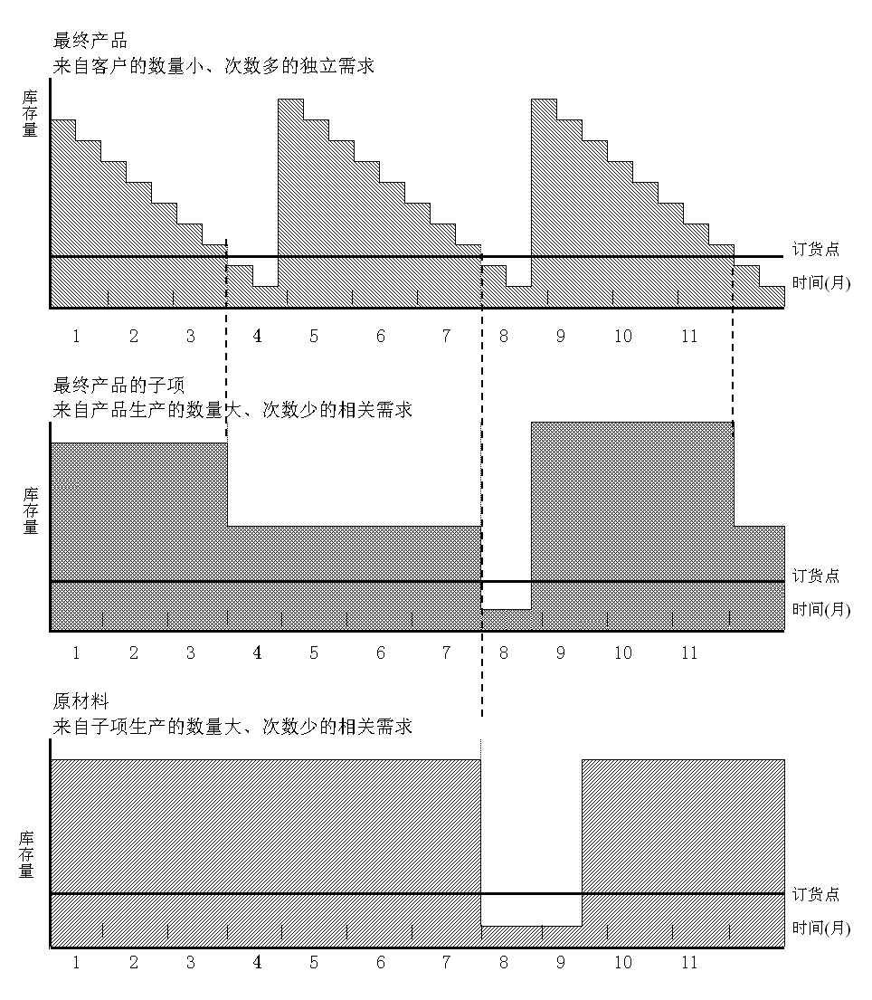 最终产品
来自客户的数量小、次数多的独立需求
库存量
订货点
时间(月)
1 2 3 4 5 6 7 8 9 10 11
最终产品的子项
来自产品生产的数量大、次数少的相关需求
库存量
订货点
时间(月)
1 2 3 4 5 6 7 8 9 10 11
原材料
来自子项生产的数量大、次数少的相关需求
库存量
订货点
时间(月)
1 2 3 4 5 6 7 8 9 10 11